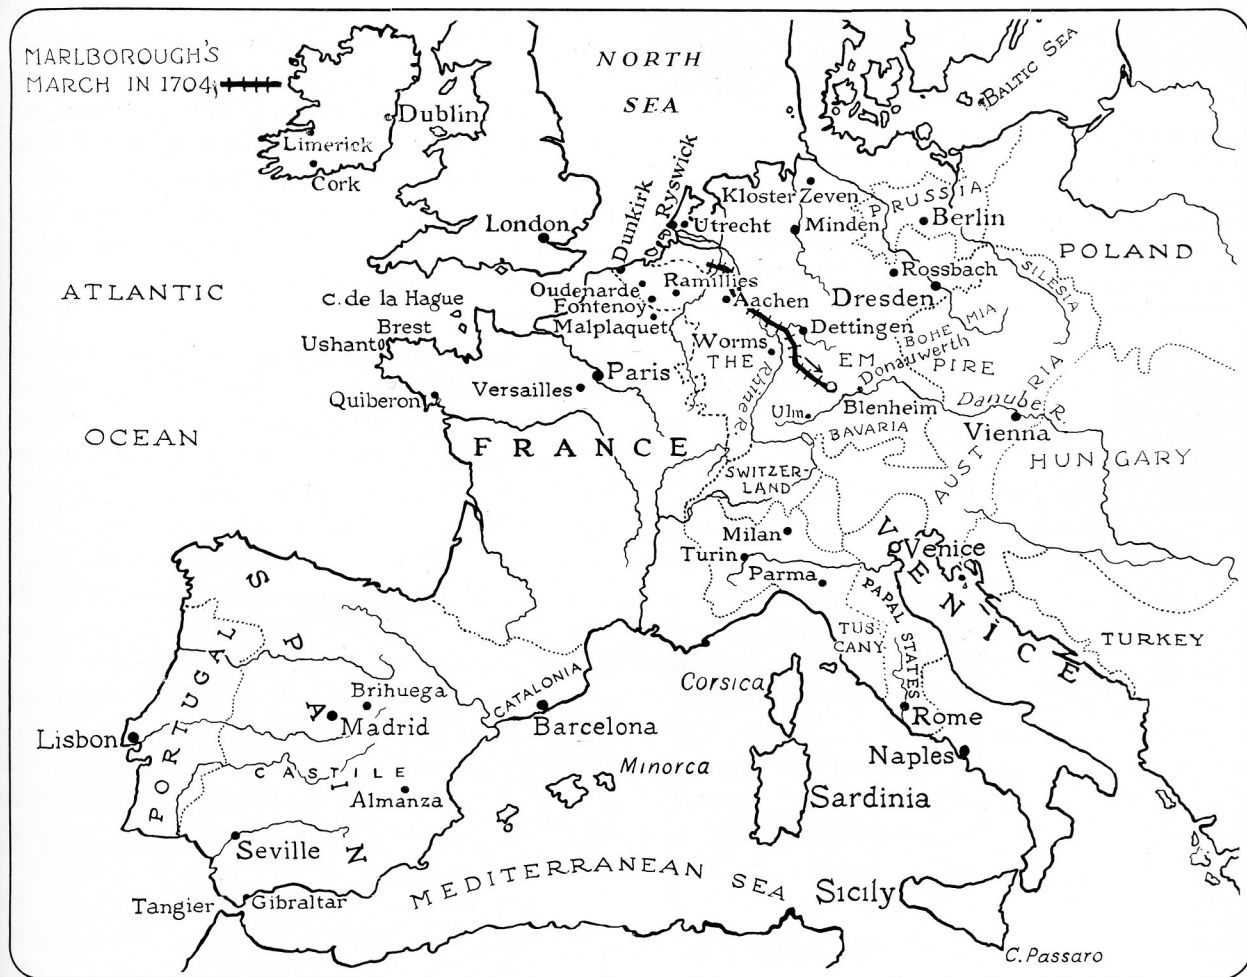 MARLBOROUGH'S
MARCH IN 1704,
NORTH
SEA
BALTIC SEA
Dublin
Limerick
Cork
London
Dunkirk
Ryswick
Utrecht
Kloster Zeven
Minden
PRUSSIA
Berlin
POLAND
ATLANTIC
OCEAN
C. de la Hague
Brest
Ushant
Quiberon
Oudenarde
Fontenoy
Malplaquet
Ramillies
Aachen
Rossbach
Dresden
SILESIA
Dettingen
BOHEMIA
Worms
THE EMPIRE
Donauwerth
Rhine R.
Versailles
Paris
FRANCE
Ulm
Blenheim
BAVARIA
Danube R.
Vienna
AUSTRIA
HUNGARY
SWITZER-
LAND
Milan
Turin
Parma
Venice
VENICE
PAPAL STATES
TUS
CANY
TURKEY
SPAIN
PORTUGAL
Lisbon
Brihuega
Madrid
CATALONIA
Barcelona
CASTILE
Almanza
Seville
Tangier
Gibraltar
Corsica
Minorca
Sardinia
Rome
Naples
MEDITERRANEAN SEA
Sicily
C. Passaro